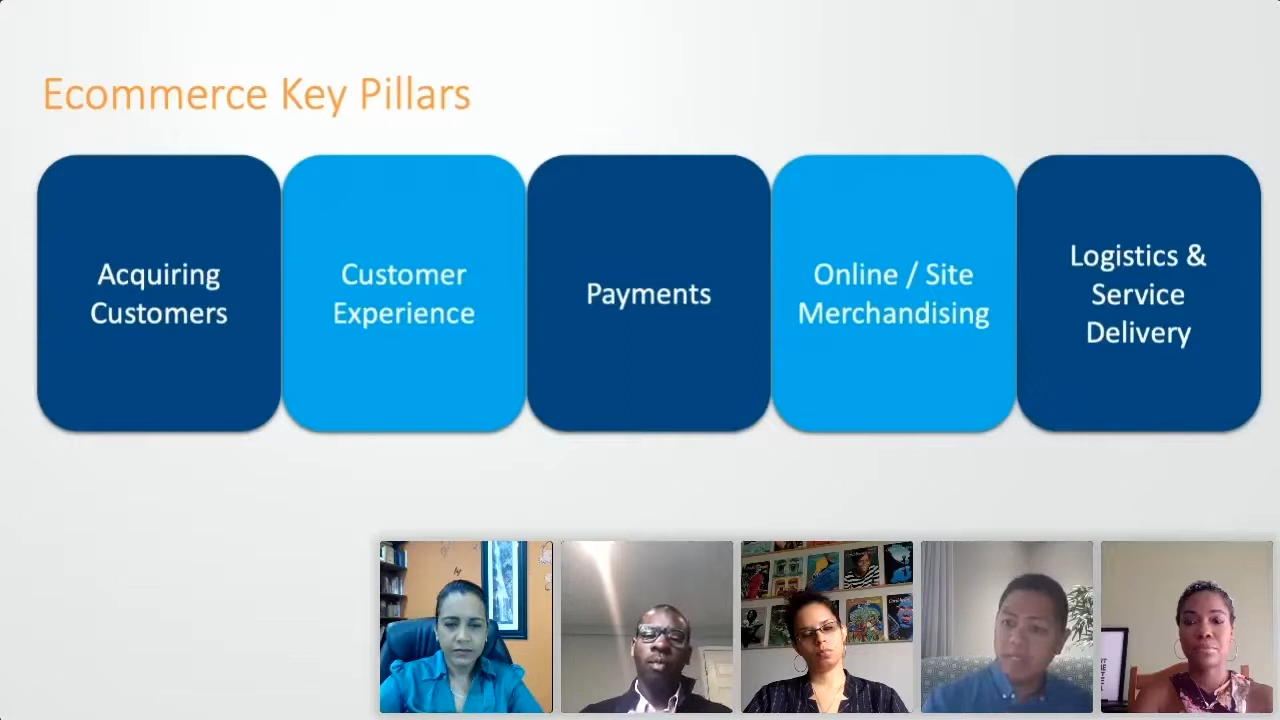 Ecommerce Key Pillars
Acquiring
Customers
Customer
Experience
Payments
Online / Site
Merchandising
Logistics &
Service
Delivery